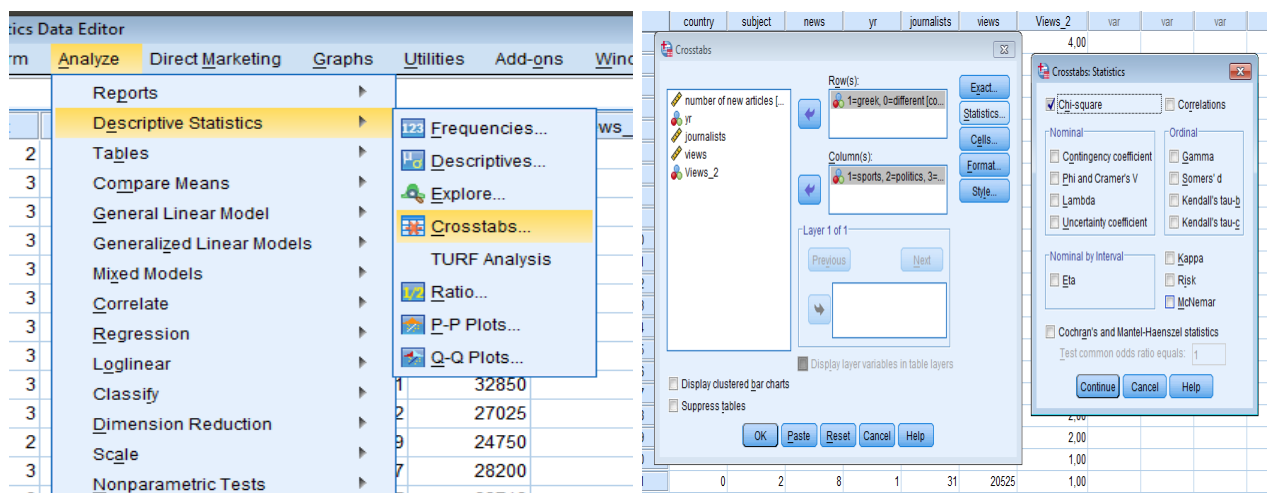 tics Data Editor
rm Analyze Direct Marketing Graphs Utilities Add-ons Wind
Reports
Descriptive Statistics
Tables
Compare Means
General Linear Model
Generalized Linear Models
Mixed Models
Correlate
Regression
Loglinear
Classify
Dimension Reduction
Scale
Nonparametric Tests
Frequencies...
Descriptives...
Explore...
Crosstabs...
TURF Analysis
Ratio...
P-P Plots...
Q-Q Plots...
ws_
2
3
3
3
3
3
3
3
3
3
2
3
1 32850
2 27025
9 24750
7 28200
country subject news yr journalists views Views_2 var var var
4,00
Crosstabs
number of new articles [...
yr
journalists
views
Views_2
Row(s):
1=greek, 0=different [co...
Column(s):
1=sports, 2=politics, 3=...
Exact...
Statistics...
Cells...
Format...
Style...
Layer 1 of 1
Previous Next
Display layer variables in table layers
Display clustered bar charts
Suppress tables
OK Paste Reset Cancel Help
Crosstabs: Statistics
Chi-square Correlations
Nominal
Contingency coefficient
Phi and Cramer's V
Lambda
Uncertainty coefficient
Ordinal
Gamma
Somers' d
Kendall's tau-b
Kendall's tau-c
Nominal by Interval
Eta
Kappa
Risk
McNemar
Cochran's and Mantel-Haenszel statistics
Test common odds ratio equals: 1
Continue Cancel Help
2,00
2,00
1,00
0 2 8 1 31 20525 1,00